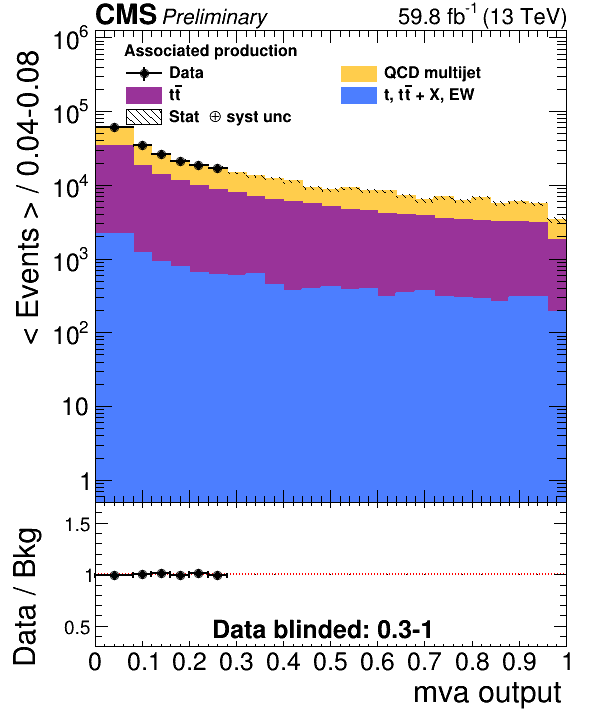 CMS Preliminary 59.8 fb⁻¹ (13 TeV)
Associated production
Data
QCD multijet
tt̄
t, tt̄ + X, EW
Stat ⊕ syst unc
< Events > / 0.04-0.08
10⁶
10⁵
10⁴
10³
10²
10
1
Data / Bkg
1.5
1
0.5
Data blinded: 0.3-1
0 0.1 0.2 0.3 0.4 0.5 0.6 0.7 0.8 0.9 1
mva output